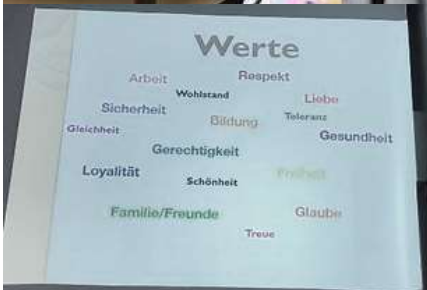 Werte
Arbeit
Respekt
Wohlstand
Liebe
Sicherheit
Bildung
Toleranz
Gleichheit
Gesundheit
Gerechtigkeit
Loyalität
Freiheit
Schönheit
Familie/Freunde
Glaube
Treue